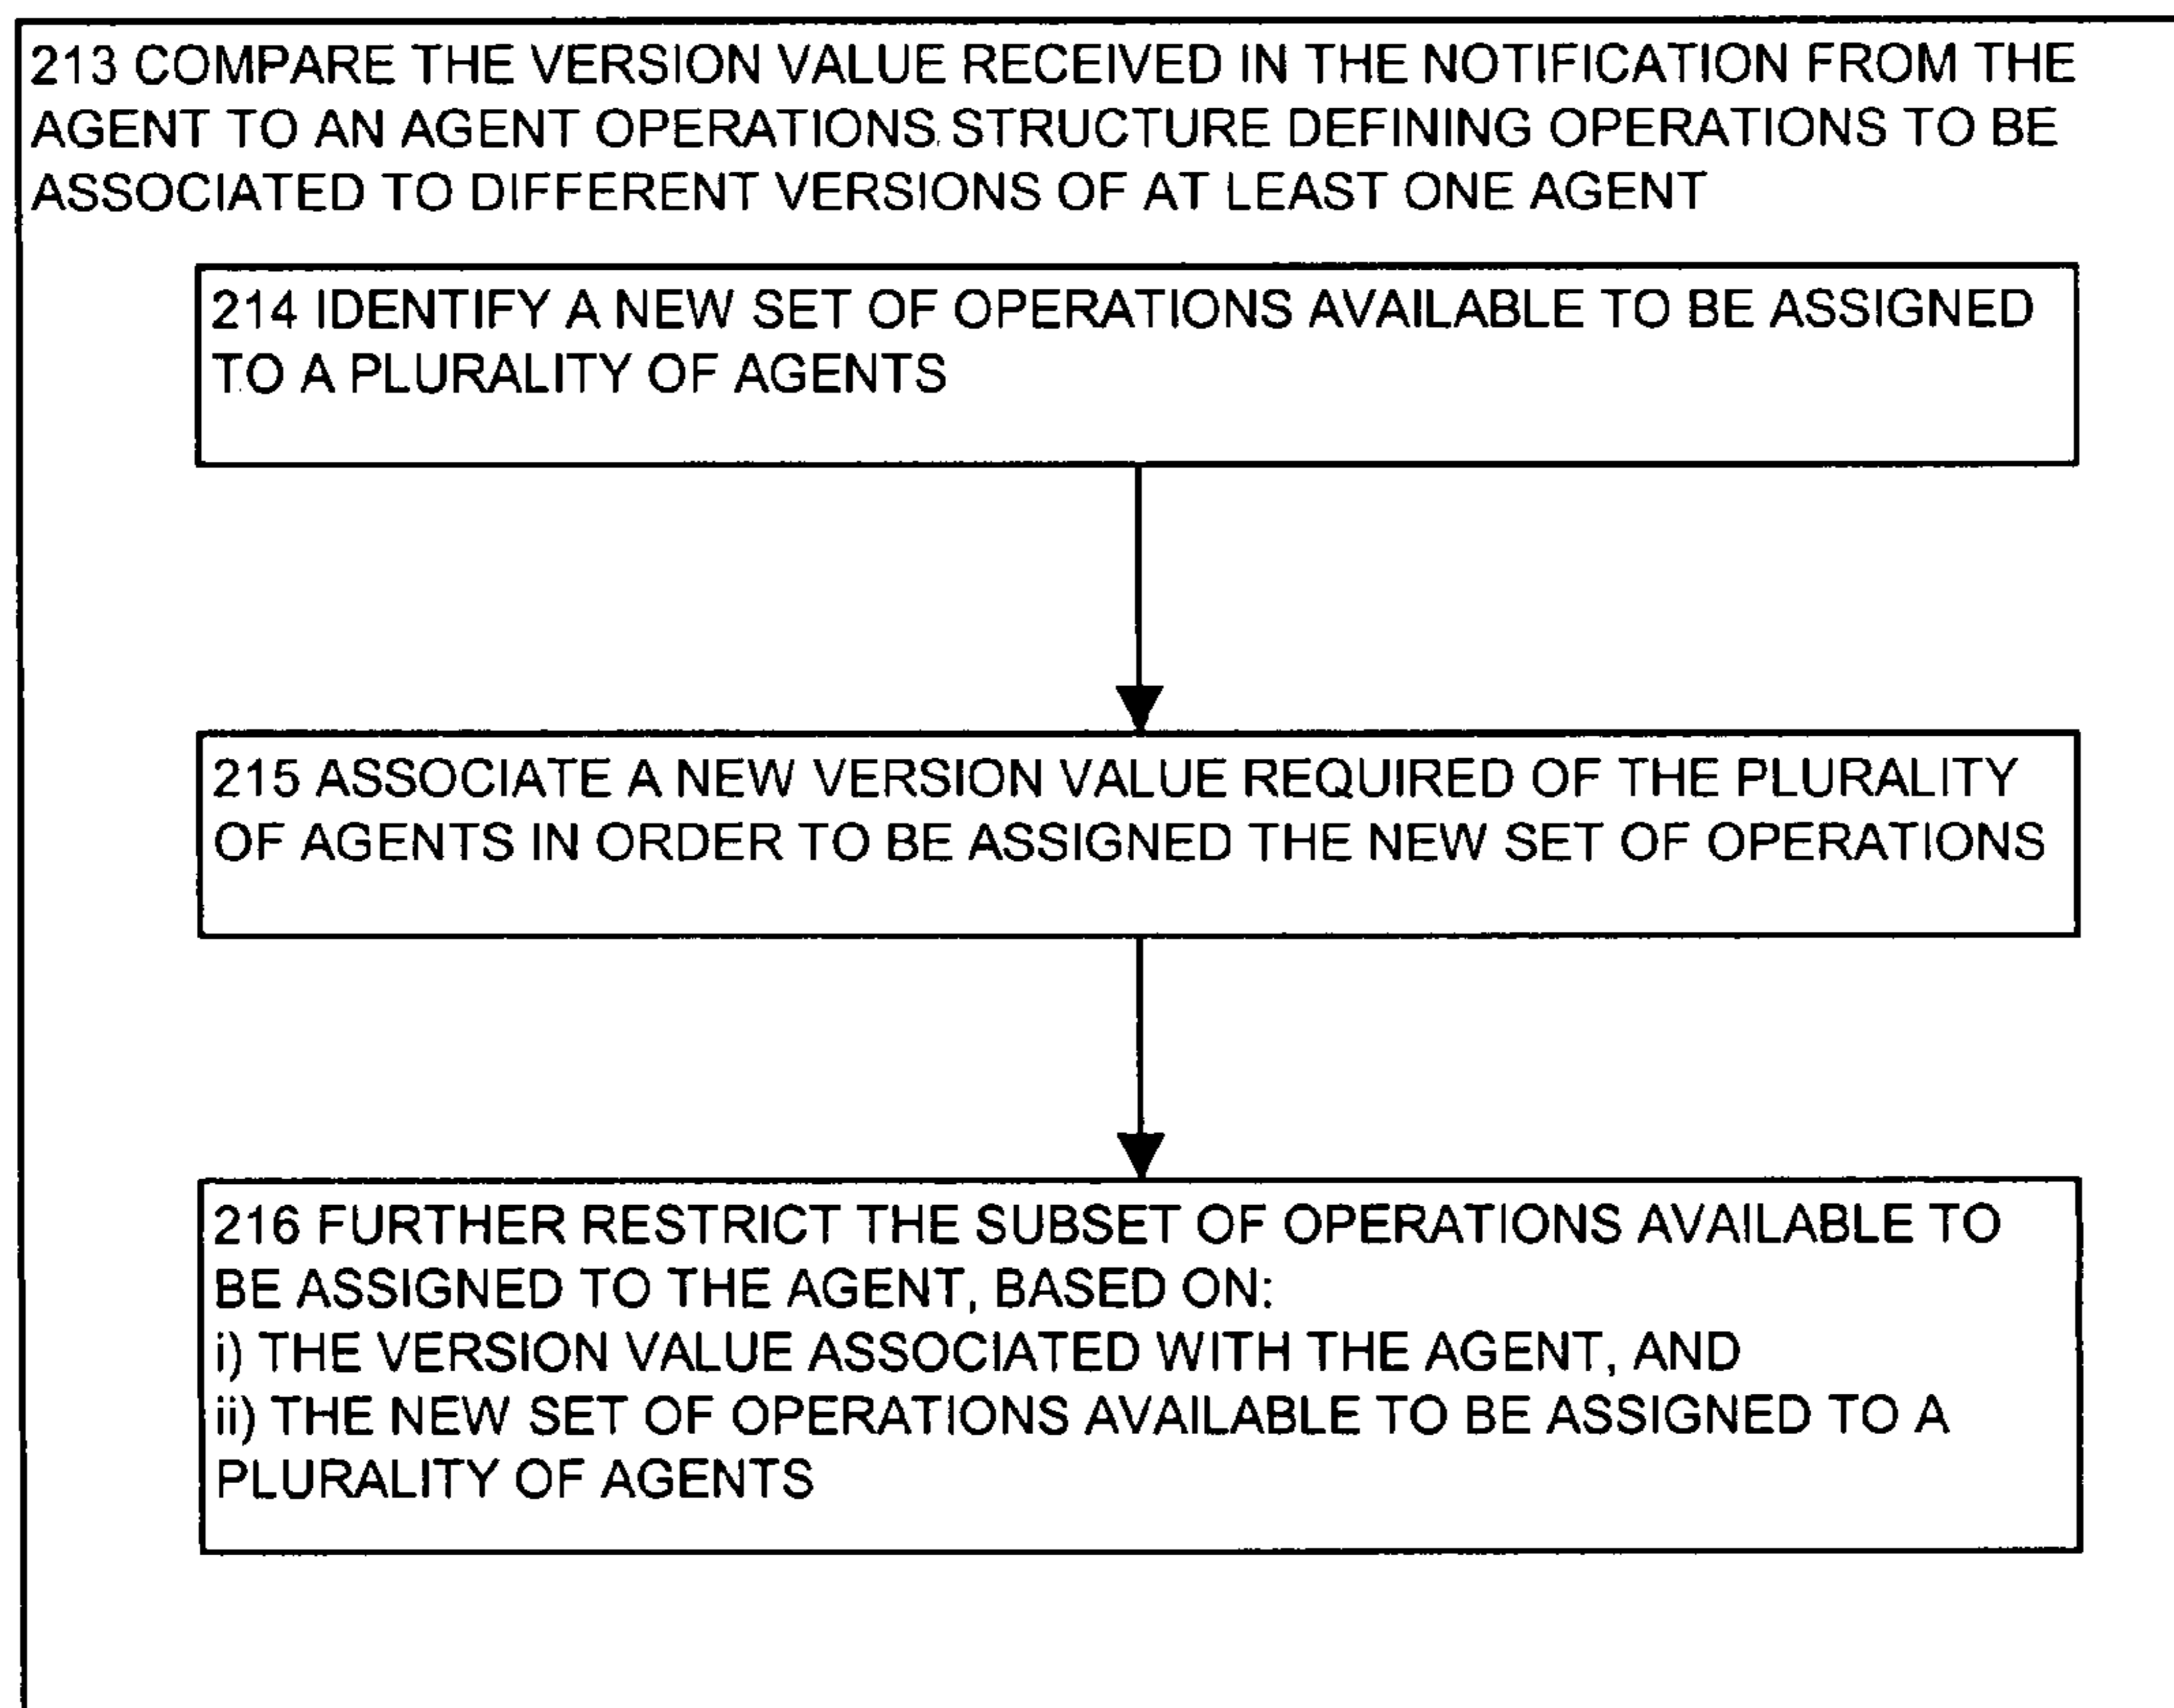 213 COMPARE THE VERSION VALUE RECEIVED IN THE NOTIFICATION FROM THE
AGENT TO AN AGENT OPERATIONS STRUCTURE DEFINING OPERATIONS TO BE
ASSOCIATED TO DIFFERENT VERSIONS OF AT LEAST ONE AGENT
214 IDENTIFY A NEW SET OF OPERATIONS AVAILABLE TO BE ASSIGNED
TO A PLURALITY OF AGENTS
215 ASSOCIATE A NEW VERSION VALUE REQUIRED OF THE PLURALITY
OF AGENTS IN ORDER TO BE ASSIGNED THE NEW SET OF OPERATIONS
216 FURTHER RESTRICT THE SUBSET OF OPERATIONS AVAILABLE TO
BE ASSIGNED TO THE AGENT, BASED ON:
i) THE VERSION VALUE ASSOCIATED WITH THE AGENT, AND
ii) THE NEW SET OF OPERATIONS AVAILABLE TO BE ASSIGNED TO A
PLURALITY OF AGENTS